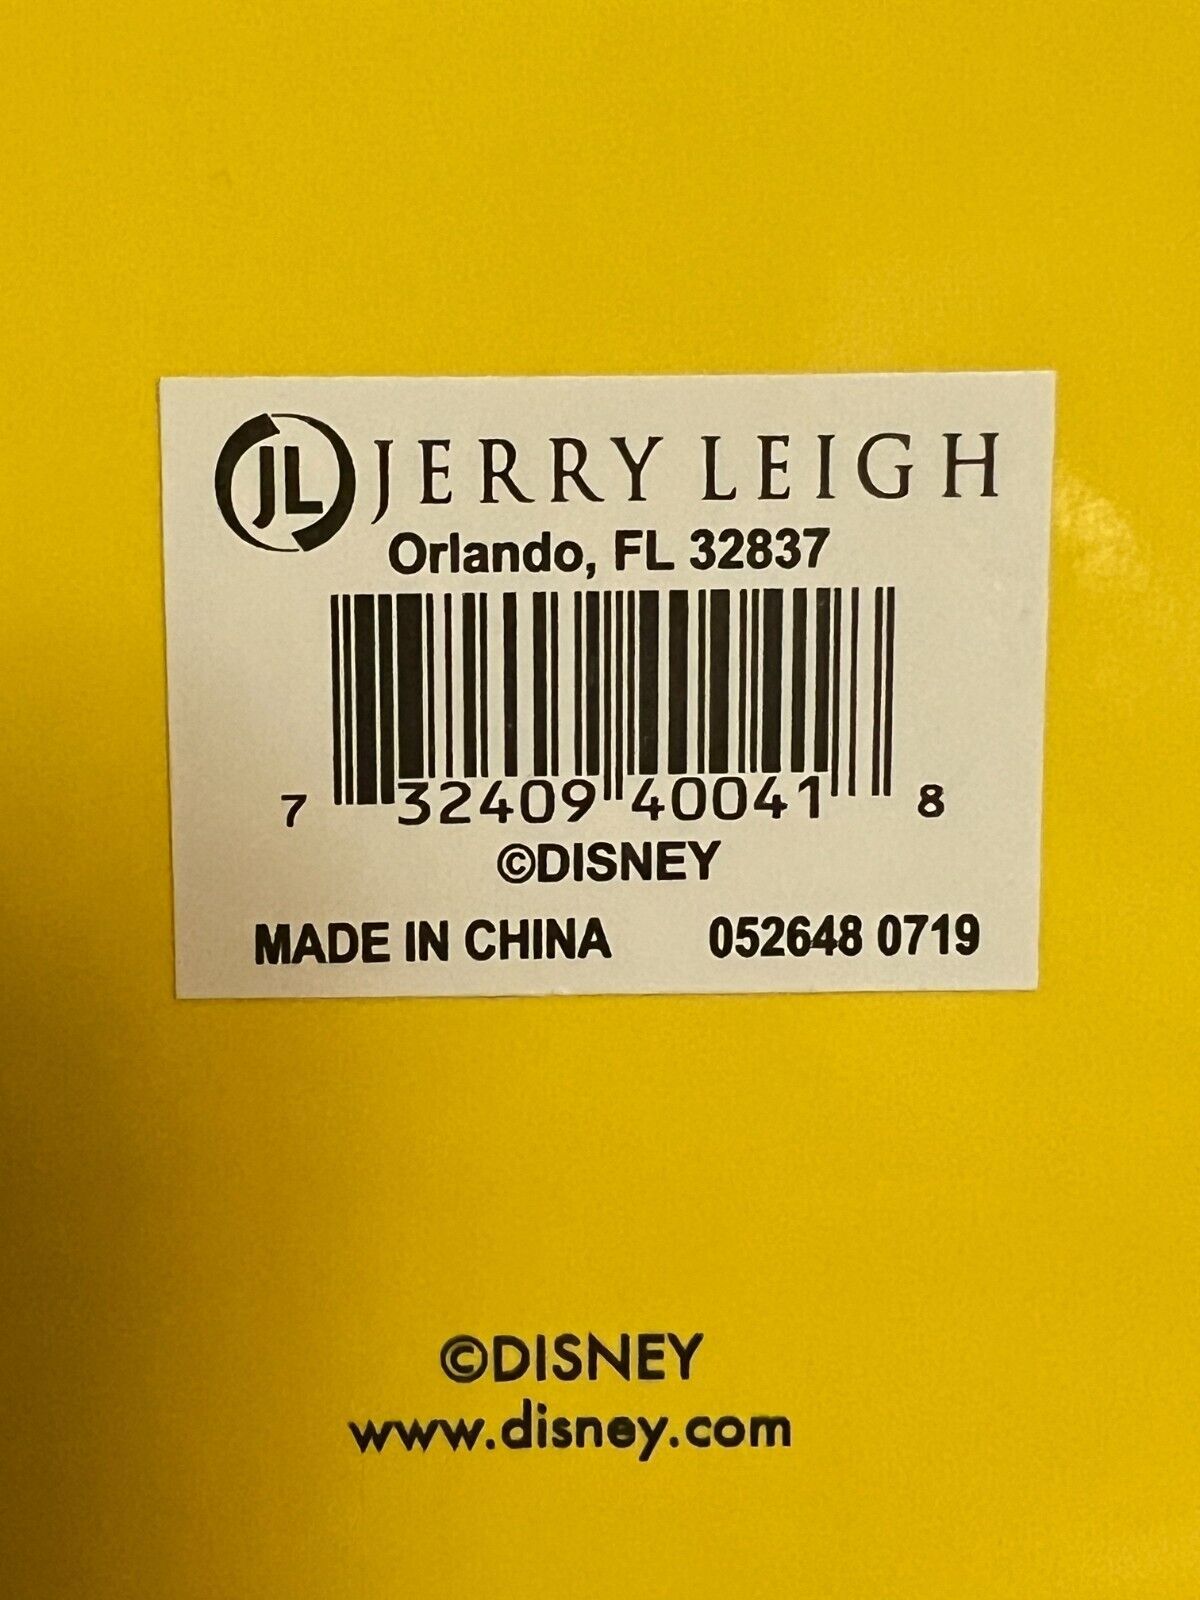 JL JERRY LEIGH
Orlando, FL 32837
7 32409 40041 8
©DISNEY
MADE IN CHINA 052648 0719
©DISNEY
www.disney.com